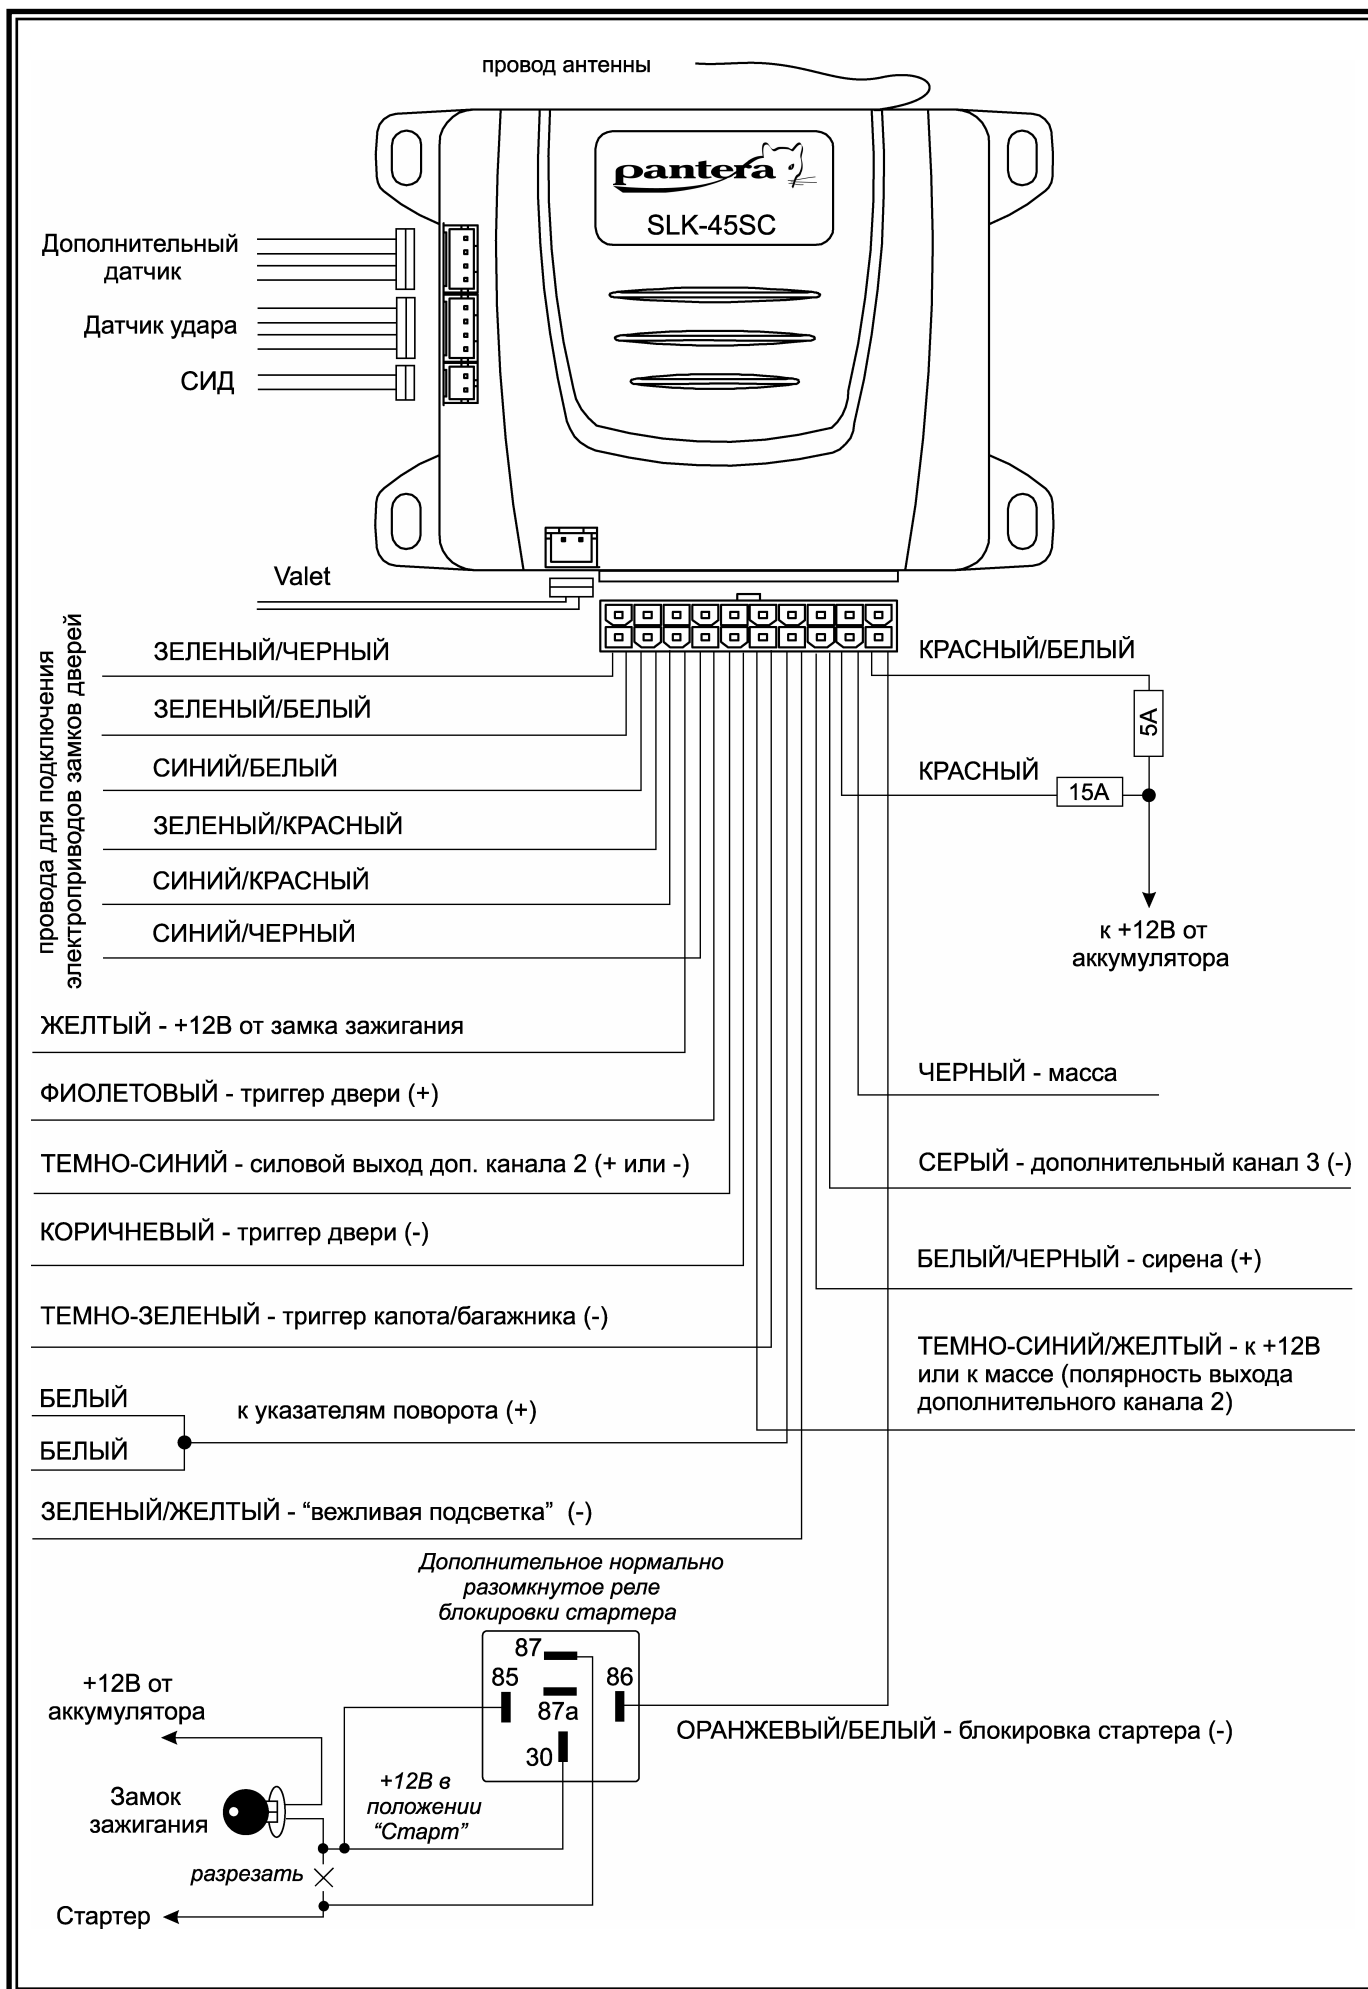 провод антенны
pantera
SLK-45SC
Дополнительный
датчик
Датчик удара
СИД
Valet
провода для подключения
электроприводов замков дверей
ЗЕЛЕНЫЙ/ЧЕРНЫЙ
ЗЕЛЕНЫЙ/БЕЛЫЙ
СИНИЙ/БЕЛЫЙ
ЗЕЛЕНЫЙ/КРАСНЫЙ
СИНИЙ/КРАСНЫЙ
СИНИЙ/ЧЕРНЫЙ
КРАСНЫЙ/БЕЛЫЙ
5А
КРАСНЫЙ
15А
к +12В от
аккумулятора
ЖЕЛТЫЙ - +12В от замка зажигания
ФИОЛЕТОВЫЙ - триггер двери (+)
ТЕМНО-СИНИЙ - силовой выход доп. канала 2 (+ или -)
КОРИЧНЕВЫЙ - триггер двери (-)
ТЕМНО-ЗЕЛЕНЫЙ - триггер капота/багажника (-)
БЕЛЫЙ
к указателям поворота (+)
БЕЛЫЙ
ЗЕЛЕНЫЙ/ЖЕЛТЫЙ - “вежливая подсветка” (-)
ЧЕРНЫЙ - масса
СЕРЫЙ - дополнительный канал 3 (-)
БЕЛЫЙ/ЧЕРНЫЙ - сирена (+)
ТЕМНО-СИНИЙ/ЖЕЛТЫЙ - к +12В
или к массе (полярность выхода
дополнительного канала 2)
Дополнительное нормально
разомкнутое реле
блокировки стартера
87
85
86
87а
30
ОРАНЖЕВЫЙ/БЕЛЫЙ - блокировка стартера (-)
+12В от
аккумулятора
+12В в
положении
“Старт”
Замок
зажигания
разрезать
Стартер